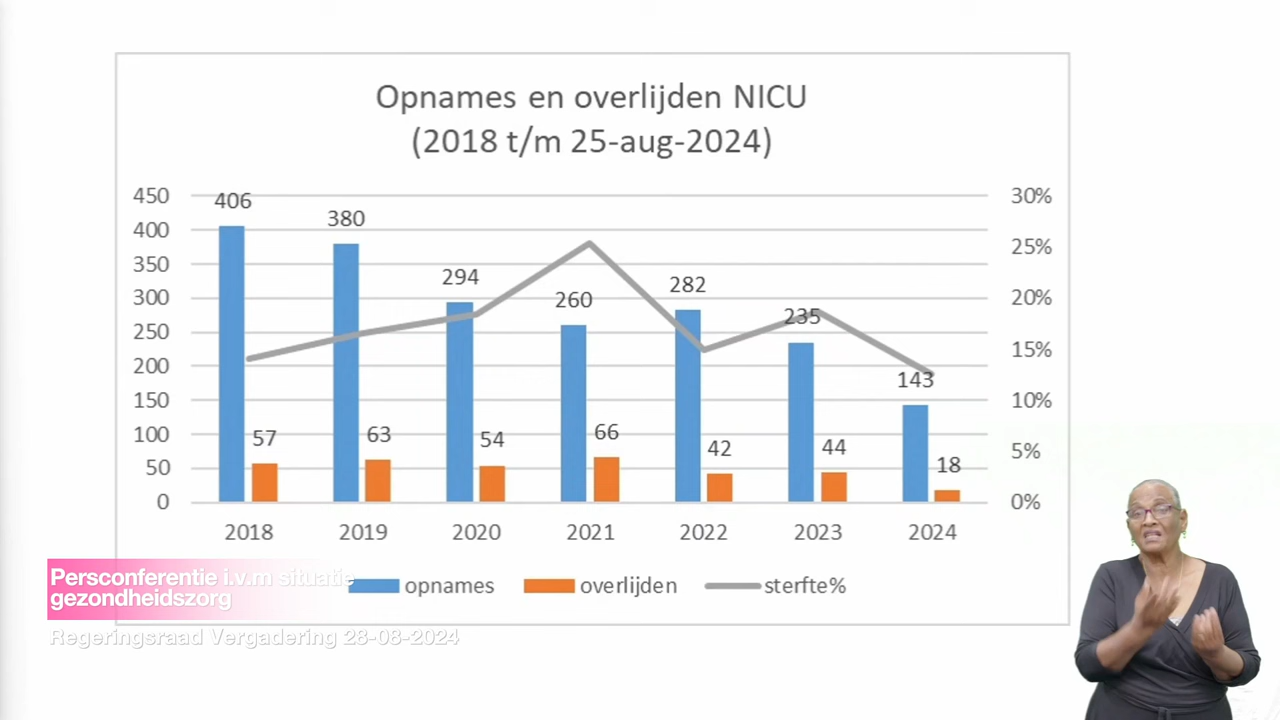 Opnames en overlijden NICU
(2018 t/m 25-aug-2024)
450 400 350 300 250 200 150 100 50 0
406 380 294 260 282 235 143
57 63 54 66 42 44 18
30% 25% 20% 15% 10% 5% 0%
2018 2019 2020 2021 2022 2023 2024
opnames overlijden sterfte%
Persconferentie i.v.m situatie
gezondheidszorg
Regeringsraad Vergadering 28-08-2024